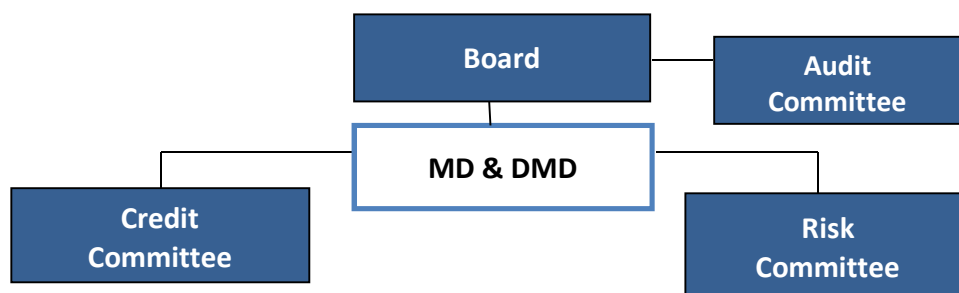 Board
Audit
Committee
MD & DMD
Credit
Committee
Risk
Committee